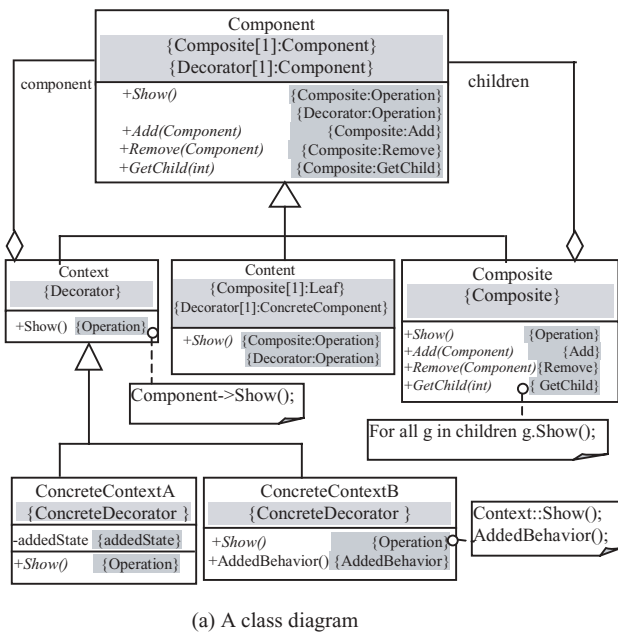 Component
{Composite[1]:Component}
{Decorator[1]:Component}
+Show() {Composite:Operation}
{Decorator:Operation}
+Add(Component) {Composite:Add}
+Remove(Component) {Composite:Remove}
+GetChild(int) {Composite:GetChild}
component
children
Context
{Decorator}
+Show() {Operation}
Component->Show();
Content
{Composite[1]:Leaf}
{Decorator[1]:ConcreteComponent}
+Show() {Composite:Operation}
{Decorator:Operation}
Composite
{Composite}
+Show() {Operation}
+Add(Component) {Add}
+Remove(Component) {Remove}
+GetChild(int) { GetChild}
For all g in children g.Show();
ConcreteContextA
{ConcreteDecorator }
-addedState {addedState}
+Show() {Operation}
ConcreteContextB
{ConcreteDecorator }
+Show() {Operation}
+AddedBehavior() {AddedBehavior}
Context::Show();
AddedBehavior();
(a) A class diagram